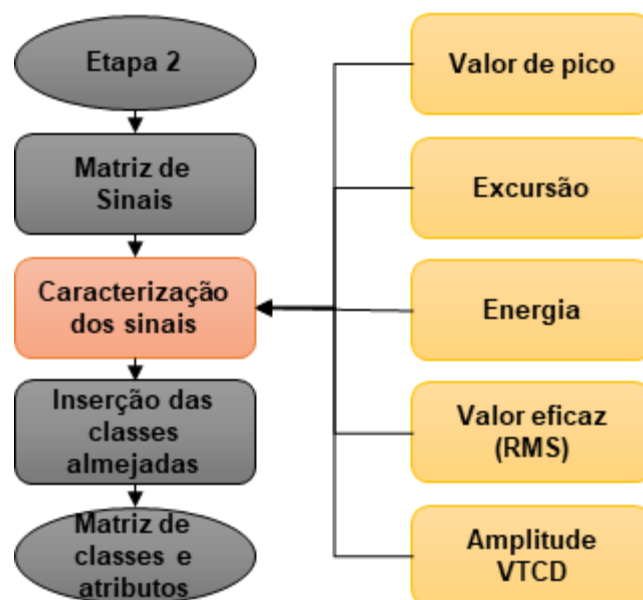 Etapa 2
Matriz de
Sinais
Caracterização
dos sinais
Inserção das
classes
almejadas
Matriz de
classes e
atributos
Valor de pico
Excursão
Energia
Valor eficaz
(RMS)
Amplitude
VTCD